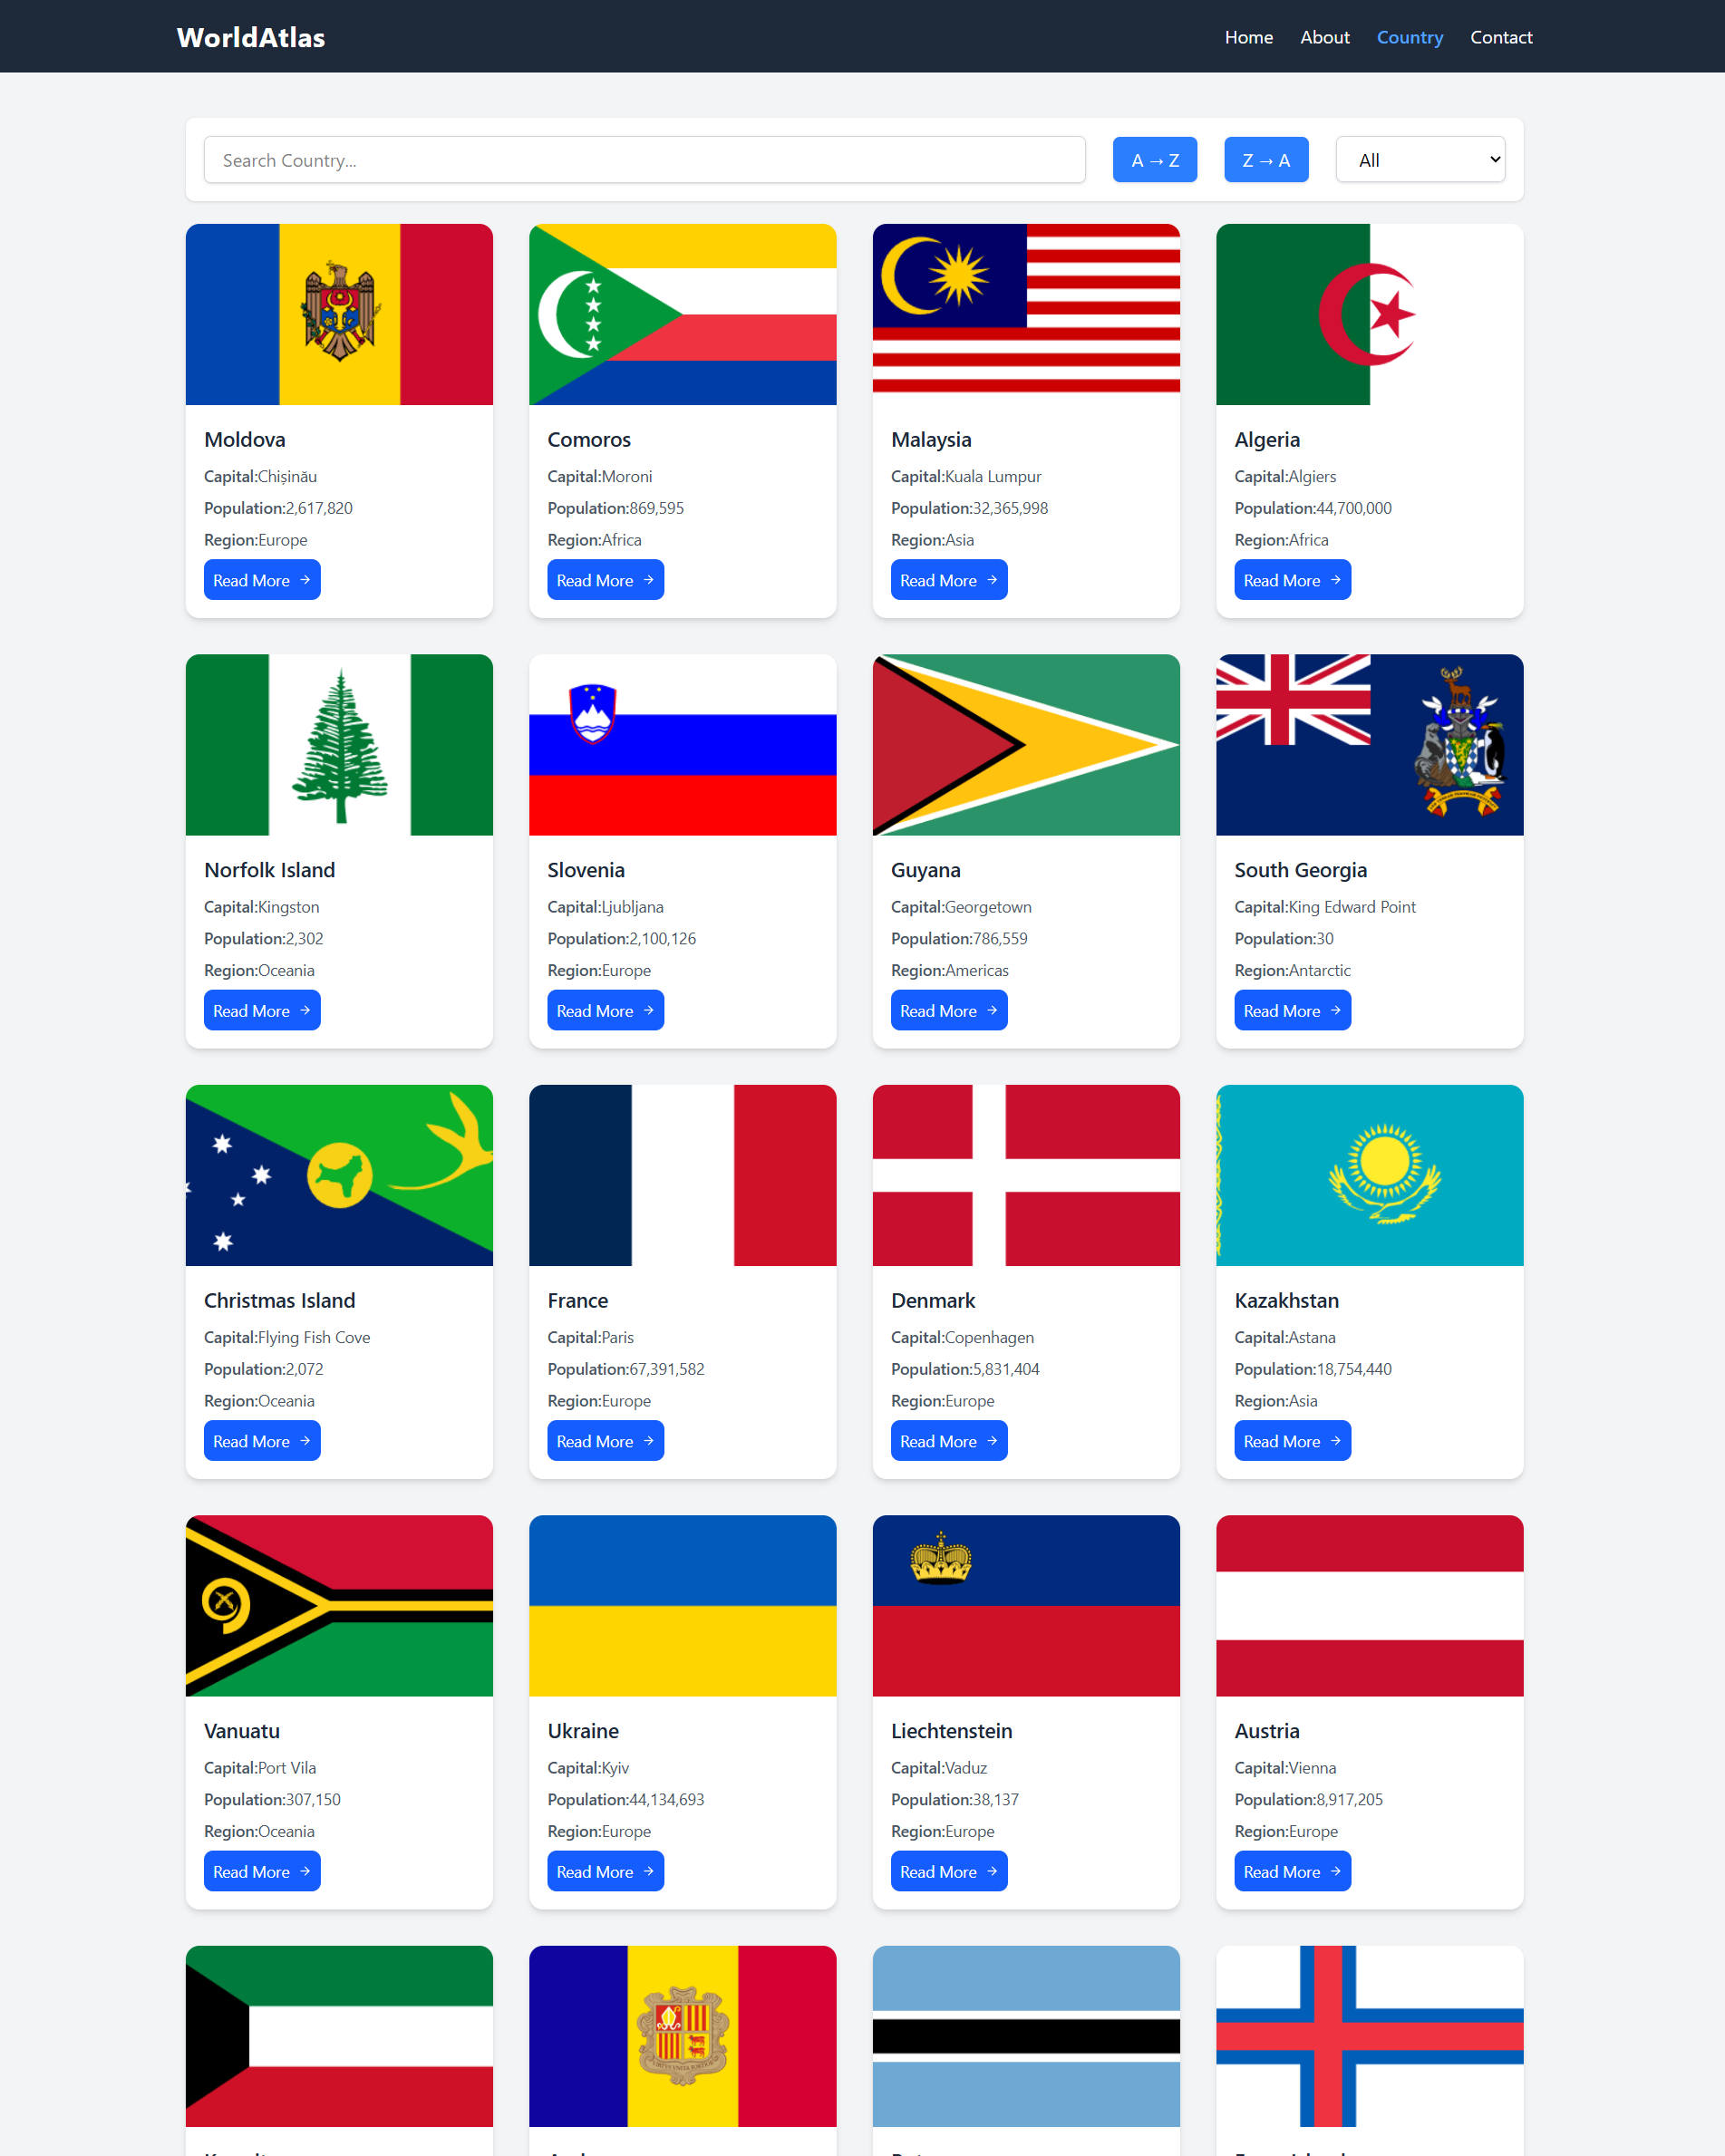 WorldAtlas
Home About Country Contact
Search Country...
A → Z
Z → A
All
Moldova
Capital:Chișinău
Population:2,617,820
Region:Europe
Read More →
Comoros
Capital:Moroni
Population:869,595
Region:Africa
Read More →
Malaysia
Capital:Kuala Lumpur
Population:32,365,998
Region:Asia
Read More →
Algeria
Capital:Algiers
Population:44,700,000
Region:Africa
Read More →
Norfolk Island
Capital:Kingston
Population:2,302
Region:Oceania
Read More →
Slovenia
Capital:Ljubljana
Population:2,100,126
Region:Europe
Read More →
Guyana
Capital:Georgetown
Population:786,559
Region:Americas
Read More →
South Georgia
Capital:King Edward Point
Population:30
Region:Antarctic
Read More →
Christmas Island
Capital:Flying Fish Cove
Population:2,072
Region:Oceania
Read More →
France
Capital:Paris
Population:67,391,582
Region:Europe
Read More →
Denmark
Capital:Copenhagen
Population:5,831,404
Region:Europe
Read More →
Kazakhstan
Capital:Astana
Population:18,754,440
Region:Asia
Read More →
Vanuatu
Capital:Port Vila
Population:307,150
Region:Oceania
Read More →
Ukraine
Capital:Kyiv
Population:44,134,693
Region:Europe
Read More →
Liechtenstein
Capital:Vaduz
Population:38,137
Region:Europe
Read More →
Austria
Capital:Vienna
Population:8,917,205
Region:Europe
Read More →